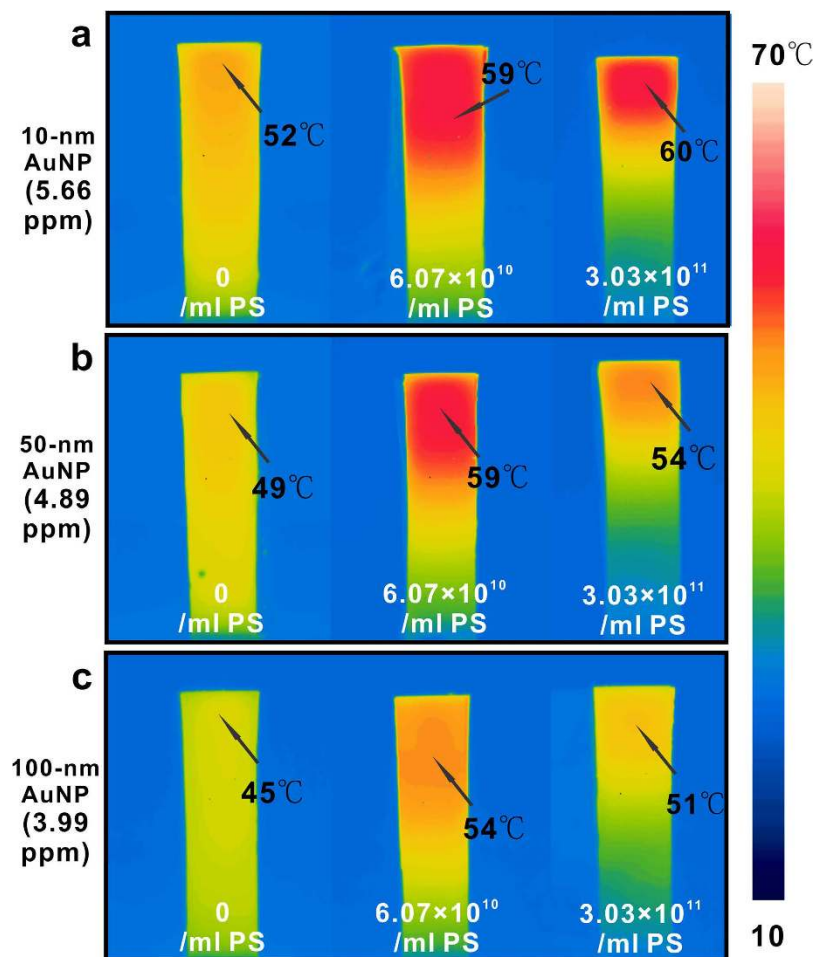 a
10-nm
AuNP
(5.66
ppm)
52℃
59℃
60℃
0
/ml PS
6.07×10¹⁰
/ml PS
3.03×10¹¹
/ml PS
b
50-nm
AuNP
(4.89
ppm)
49℃
59℃
54℃
0
/ml PS
6.07×10¹⁰
/ml PS
3.03×10¹¹
/ml PS
c
100-nm
AuNP
(3.99
ppm)
45℃
54℃
51℃
0
/ml PS
6.07×10¹⁰
/ml PS
3.03×10¹¹
/ml PS
70℃
10